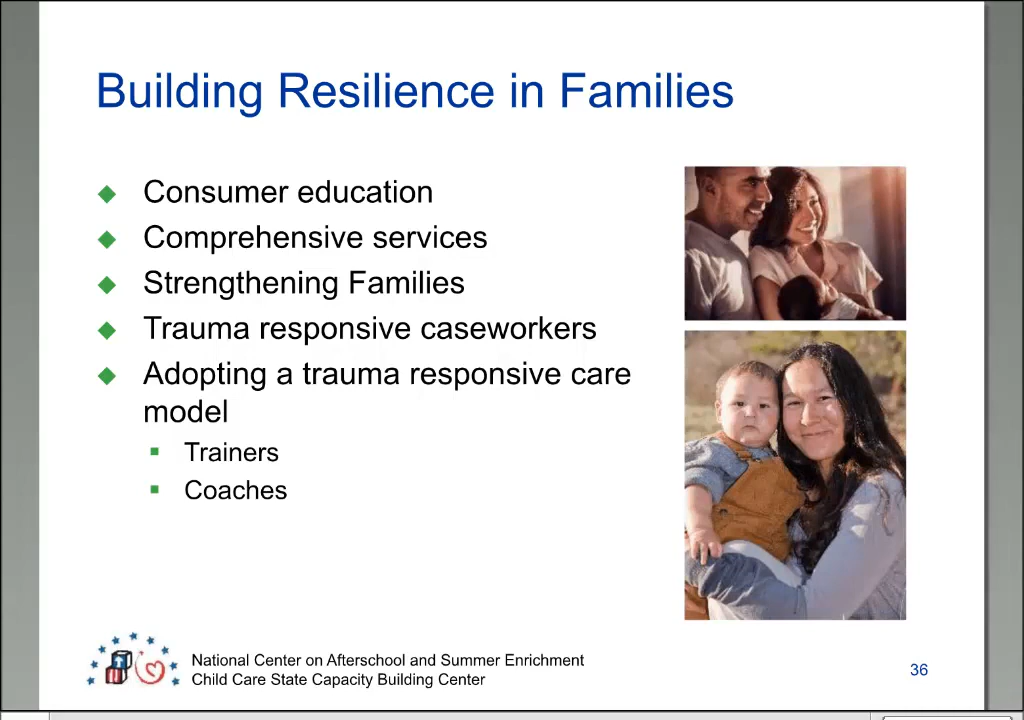 Building Resilience in Families
Consumer education
Comprehensive services
Strengthening Families
Trauma responsive caseworkers
Adopting a trauma responsive care
model
Trainers
Coaches
National Center on Afterschool and Summer Enrichment
Child Care State Capacity Building Center
36